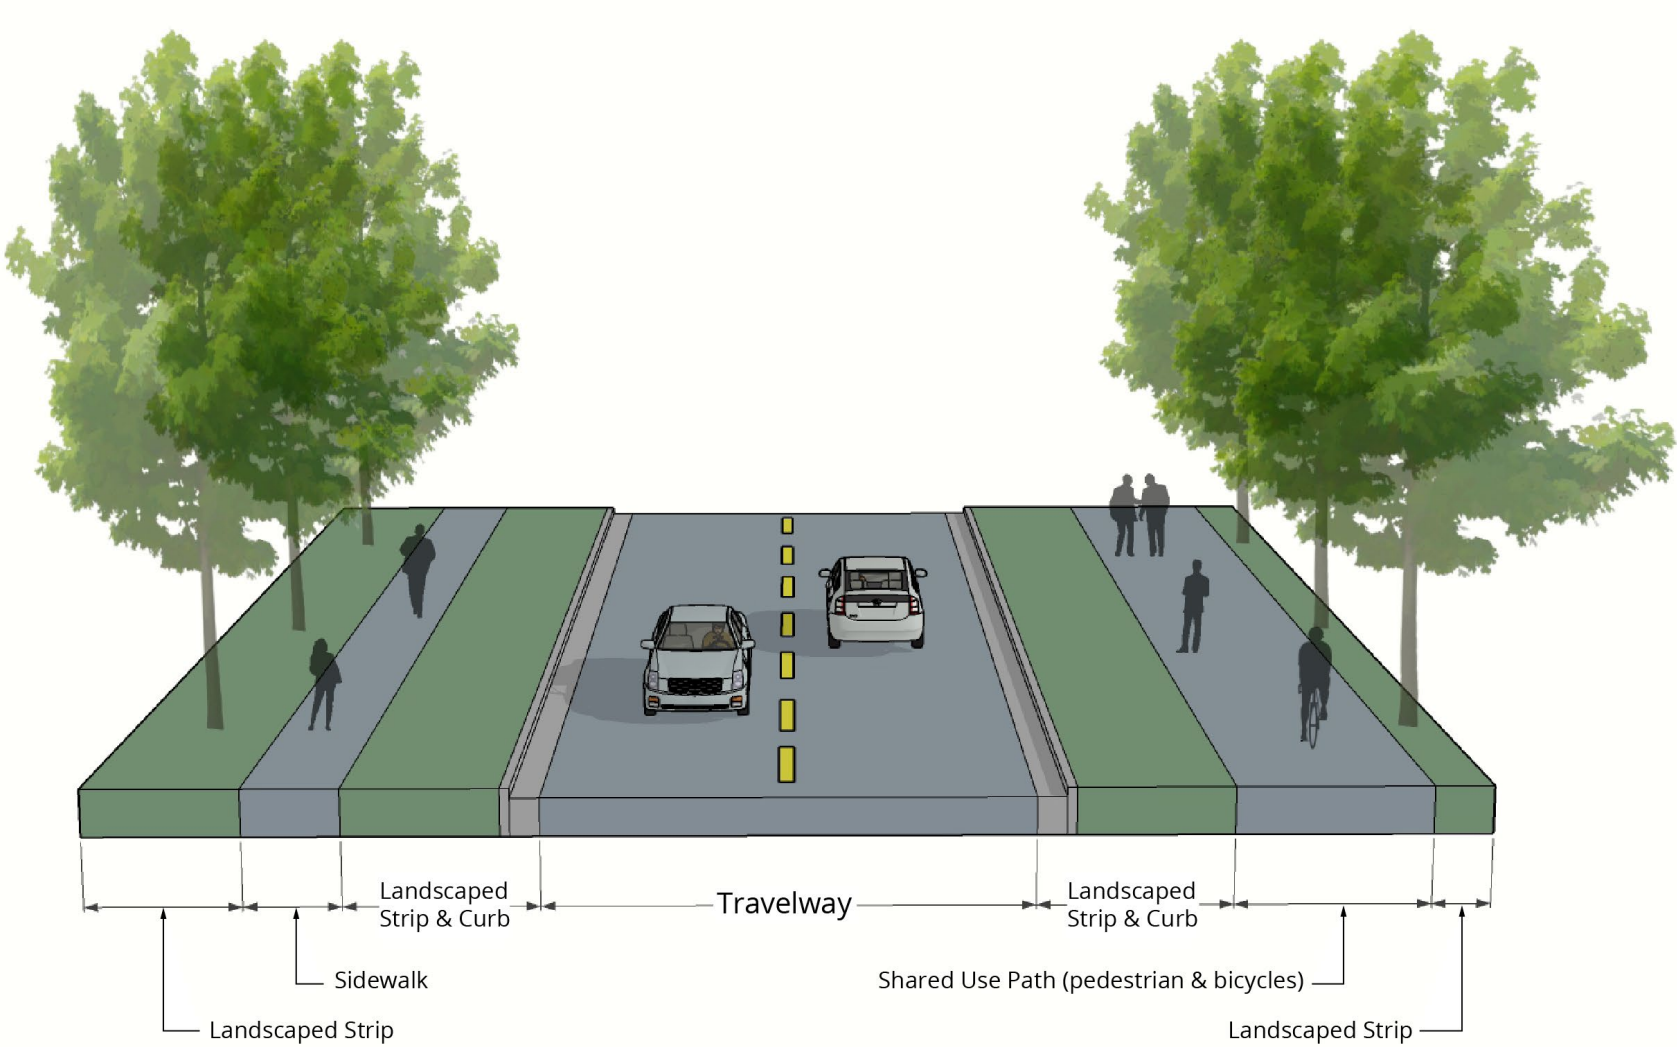 Landscaped
Strip & Curb
Travelway
Landscaped
Strip & Curb
Sidewalk
Shared Use Path (pedestrian & bicycles)
Landscaped Strip
Landscaped Strip